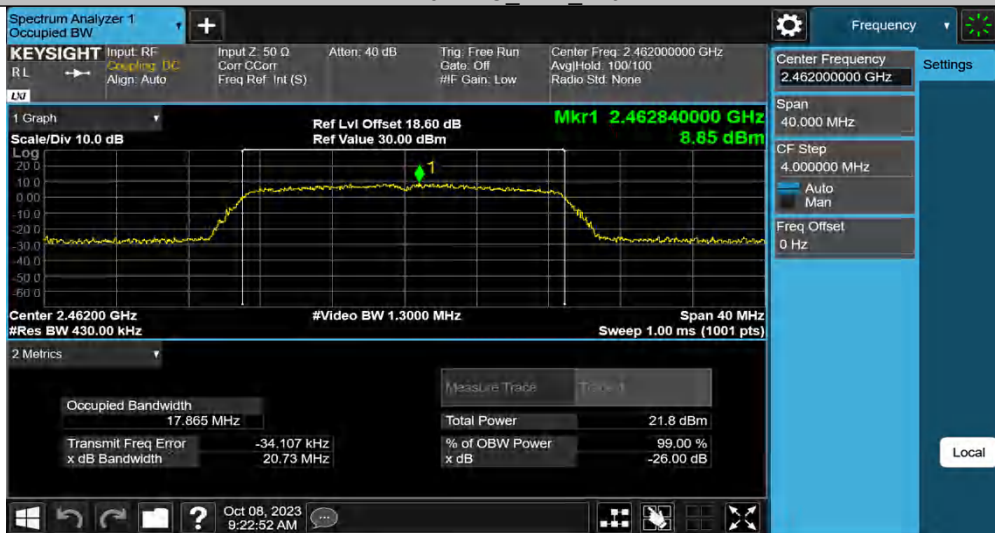 Spectrum Analyzer 1
Occupied BW
+
Frequency
KEYSIGHT
RL
LXI
Input: RF
Coupling: DC
Align: Auto
Input Z: 50 Ω
Corr CCorr
Freq Ref: Int (S)
Atten: 40 dB
Trig: Free Run
Gate: Off
#IF Gain: Low
Center Freq: 2.462000000 GHz
Avg|Hold: 100/100
Radio Std: None
Center Frequency
2.462000000 GHz
Settings
Span
40.000 MHz
CF Step
4.000000 MHz
Auto
Man
Freq Offset
0 Hz
Local
1 Graph
Scale/Div 10.0 dB
Ref Lvl Offset 18.60 dB
Ref Value 30.00 dBm
Mkr1 2.462840000 GHz
8.85 dBm
Log
20.0
10.0
0.00
-10.0
-20.0
-30.0
-40.0
-50.0
-60.0
1
Center 2.46200 GHz
#Res BW 430.00 kHz
#Video BW 1.3000 MHz
Span 40 MHz
Sweep 1.00 ms (1001 pts)
2 Metrics
Measure Trace
Trace 1
Occupied Bandwidth
17.865 MHz
Total Power
21.8 dBm
Transmit Freq Error
-34.107 kHz
% of OBW Power
99.00 %
x dB Bandwidth
20.73 MHz
x dB
-26.00 dB
?
Oct 08, 2023
9:22:52 AM